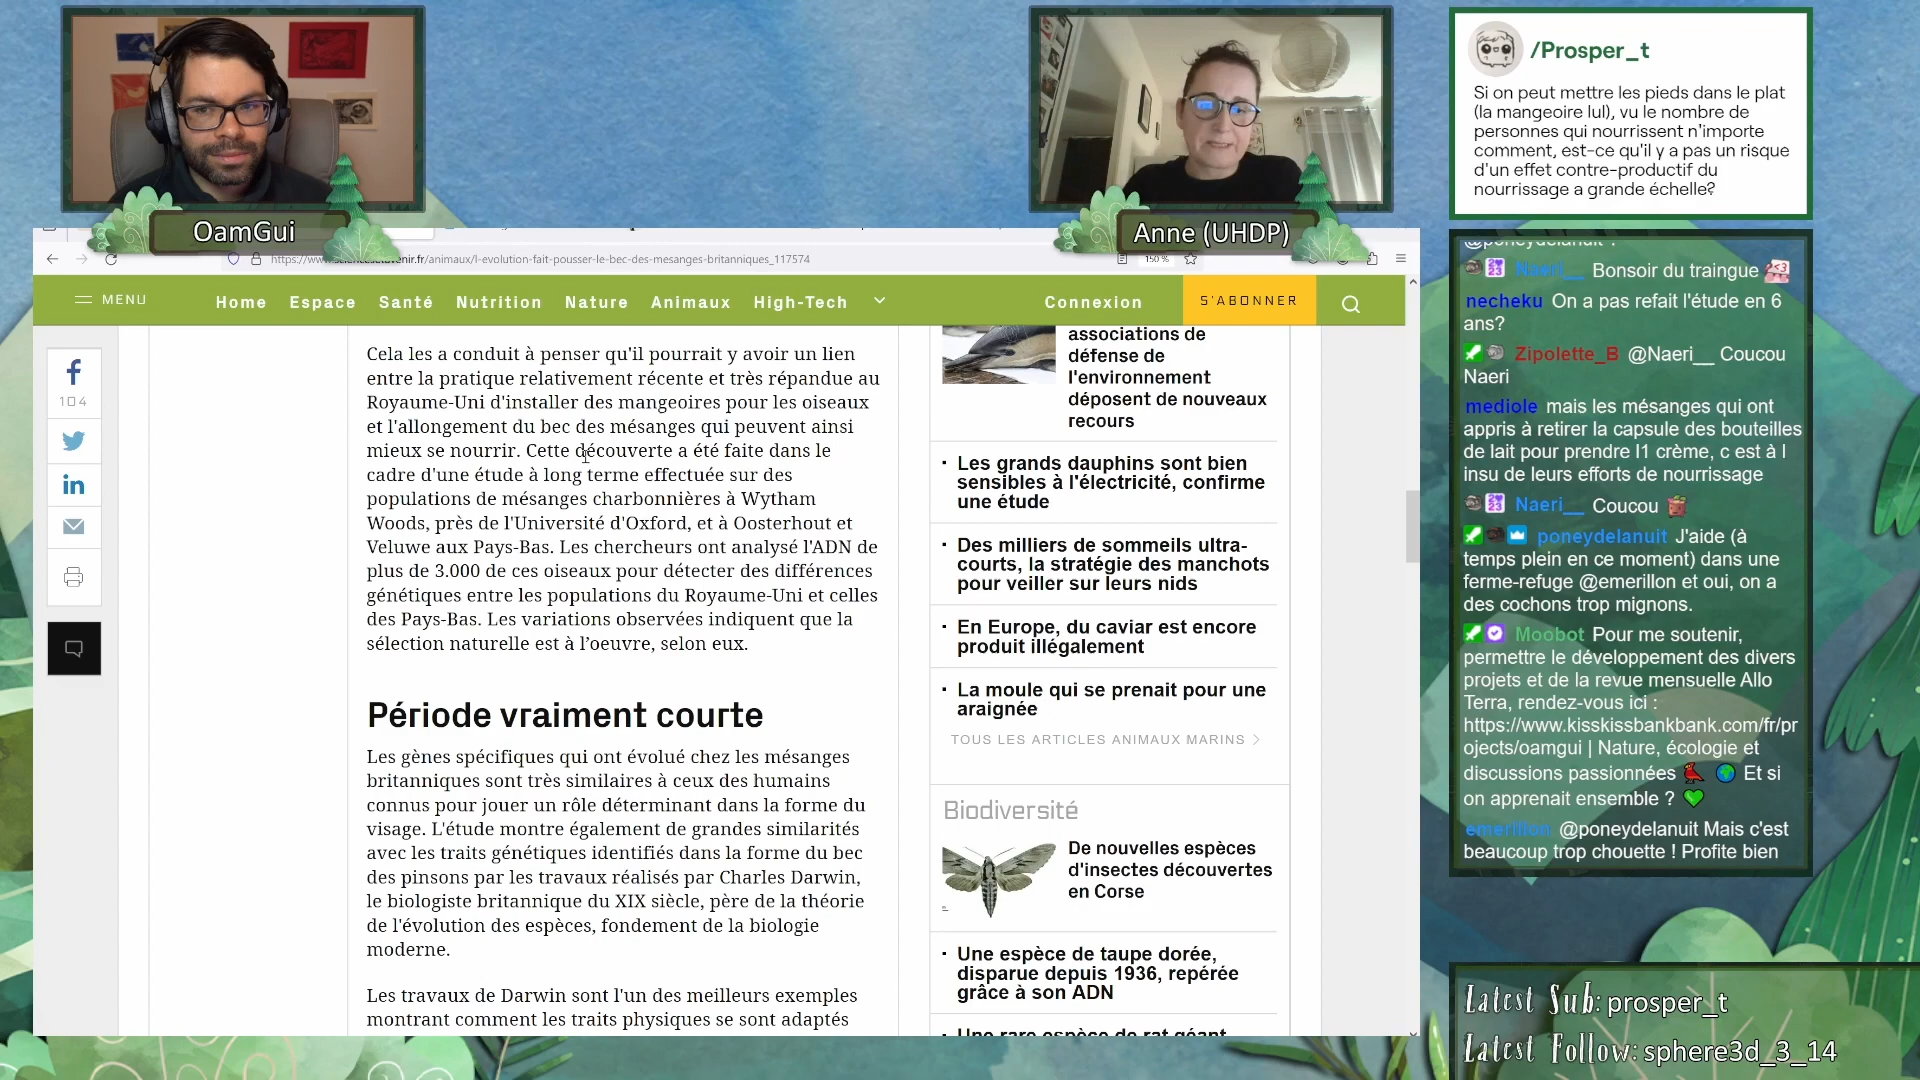 OamGui
Anne (UHDP)
/Prosper_t
Si on peut mettre les pieds dans le plat
(la mangeoire lul), vu le nombre de
personnes qui nourrissent n'importe
comment, est-ce qu'il y a pas un risque
d'un effet contre-productif du
nourrissage a grande échelle?
150 %
MENU
Home Espace Santé Nutrition Nature Animaux High-Tech
Connexion
S'ABONNER
104
Cela les a conduit à penser qu'il pourrait y avoir un lien
entre la pratique relativement récente et très répandue au
Royaume-Uni d'installer des mangeoires pour les oiseaux
et l'allongement du bec des mésanges qui peuvent ainsi
mieux se nourrir. Cette découverte a été faite dans le
cadre d'une étude à long terme effectuée sur des
populations de mésanges charbonnières à Wytham
Woods, près de l'Université d'Oxford, et à Oosterhout et
Veluwe aux Pays-Bas. Les chercheurs ont analysé l'ADN de
plus de 3.000 de ces oiseaux pour détecter des différences
génétiques entre les populations du Royaume-Uni et celles
des Pays-Bas. Les variations observées indiquent que la
sélection naturelle est à l’oeuvre, selon eux.
Période vraiment courte
Les gènes spécifiques qui ont évolué chez les mésanges
britanniques sont très similaires à ceux des humains
connus pour jouer un rôle déterminant dans la forme du
visage. L'étude montre également de grandes similarités
avec les traits génétiques identifiés dans la forme du bec
des pinsons par les travaux réalisés par Charles Darwin,
le biologiste britannique du XIX siècle, père de la théorie
de l'évolution des espèces, fondement de la biologie
moderne.
Les travaux de Darwin sont l'un des meilleurs exemples
montrant comment les traits physiques se sont adaptés
associations de
défense de
l'environnement
déposent de nouveaux
recours
Les grands dauphins sont bien
sensibles à l'électricité, confirme
une étude
Des milliers de sommeils ultra-
courts, la stratégie des manchots
pour veiller sur leurs nids
En Europe, du caviar est encore
produit illégalement
La moule qui se prenait pour une
araignée
TOUS LES ARTICLES ANIMAUX MARINS
Biodiversité
De nouvelles espèces
d'insectes découvertes
en Corse
Une espèce de taupe dorée,
disparue depuis 1936, repérée
grâce à son ADN
Une rare espèce de rat géant
@poneydelanuit !
Naeri__ Bonsoir du traingue
necheku On a pas refait l'étude en 6
ans?
Zipolette_B @Naeri__ Coucou
Naeri
mediole mais les mésanges qui ont
appris à retirer la capsule des bouteilles
de lait pour prendre l1 crème, c est à l
insu de leurs efforts de nourrissage
Naeri__ Coucou
poneydelanuit J'aide (à
temps plein en ce moment) dans une
ferme-refuge @emerillon et oui, on a
des cochons trop mignons.
Moobot Pour me soutenir,
permettre le développement des divers
projets et de la revue mensuelle Allo
Terra, rendez-vous ici :
https://www.kisskissbankbank.com/fr/pr
ojects/oamgui | Nature, écologie et
discussions passionnées Et si
on apprenait ensemble ?
emerillon @poneydelanuit Mais c'est
beaucoup trop chouette ! Profite bien
Latest Sub: prosper_t
Latest Follow: sphere3d_3_14